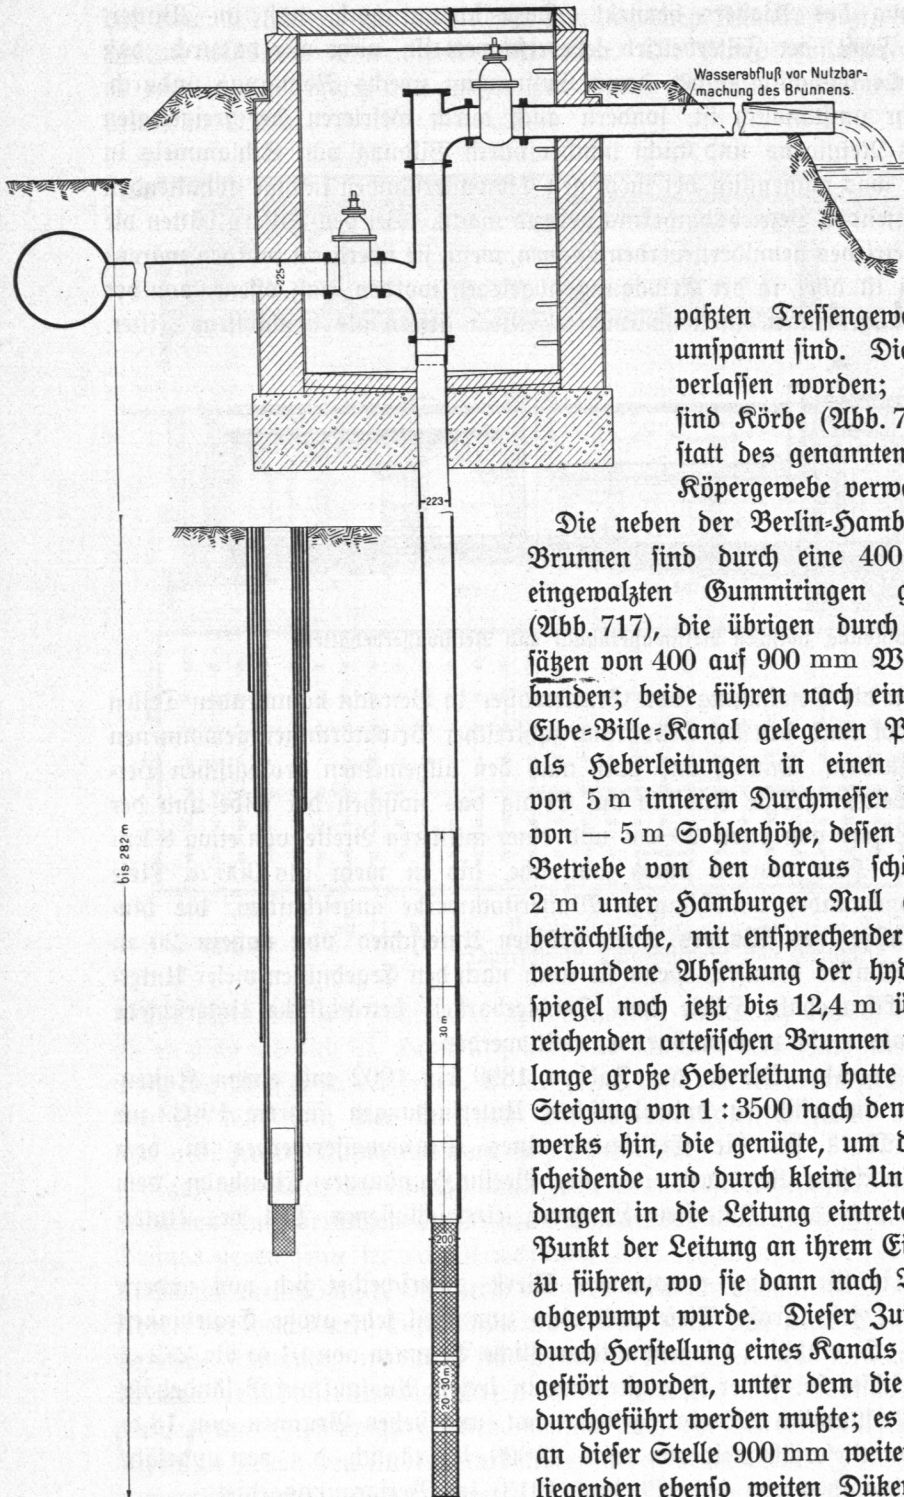 Wasserabfluß vor Nutzbar=
machung des Brunnens.
225
paßten Tressengewe
umspannt sind. Die
verlassen worden;
sind Körbe (Abb. 7
statt des genannten
Köpergewebe verwe
223
Die neben der Berlin-Hamb
Brunnen sind durch eine 400
eingewalzten Gummiringen g
(Abb. 717), die übrigen durch
sätzen von 400 auf 900 mm W
bunden; beide führen nach ein
Elbe-Bille-Kanal gelegenen P
als Heberleitungen in einen
von 5 m innerem Durchmesser
von — 5 m Sohlenhöhe, dessen
Betriebe von den daraus schö
2 m unter Hamburger Null
beträchtlich, mit entsprechender
verbundene Absenkung der hyd
spiegel noch jetzt bis 12,4 m ü
reichenden artesischen Brunnen
lange große Heberleitung hatte
Steigung von 1 : 3500 nach dem
werks hin, die genügte, um d
scheidende und durch kleine Un
dungen in die Leitung eintrete
Punkt der Leitung an ihrem Ei
zu führen, wo sie dann nach
abgepumpt wurde. Dieser Zu
durch Herstellung eines Kanals
gestört worden, unter dem die
durchgeführt werden mußte; es
an dieser Stelle 900 mm weite
liegenden ebenso weiten Düker
bis 282 m
30 m
200
20-30 m